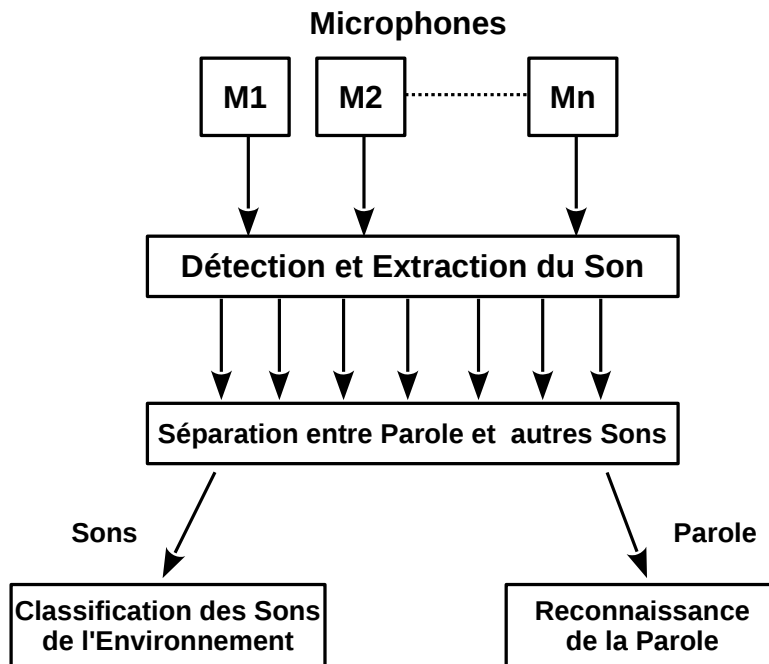 Microphones
M1 M2 Mn
Détection et Extraction du Son
Séparation entre Parole et autres Sons
Sons
Parole
Classification des Sons
de l'Environnement
Reconnaissance
de la Parole